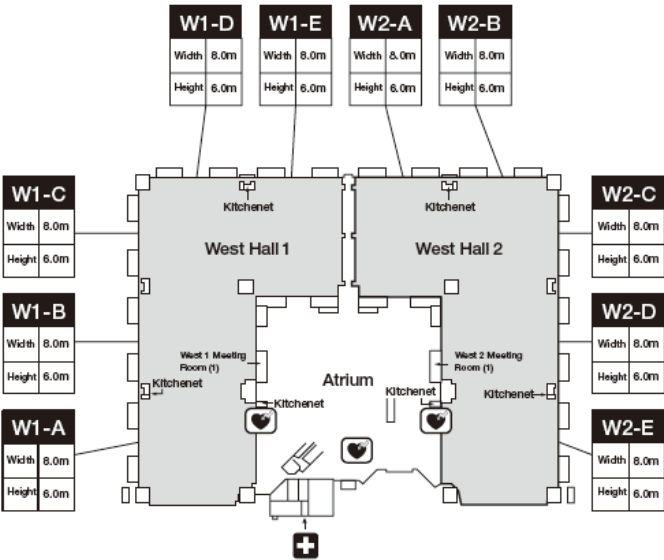 W1-D
Width 8.0m
Height 6.0m
W1-E
Width 8.0m
Height 6.0m
W2-A
Width 8.0m
Height 6.0m
W2-B
Width 8.0m
Height 6.0m
W1-C
Width 8.0m
Height 6.0m
W2-C
Width 8.0m
Height 6.0m
Kitchenet
Kitchenet
West Hall 1
West Hall 2
W1-B
Width 8.0m
Height 6.0m
W2-D
Width 8.0m
Height 6.0m
West 1 Meeting
Room (1)
West 2 Meeting
Room (1)
Atrium
Kitchenet
Kitchenet
Kitchenet
Kitchenet
W1-A
Width 8.0m
Height 6.0m
W2-E
Width 8.0m
Height 6.0m